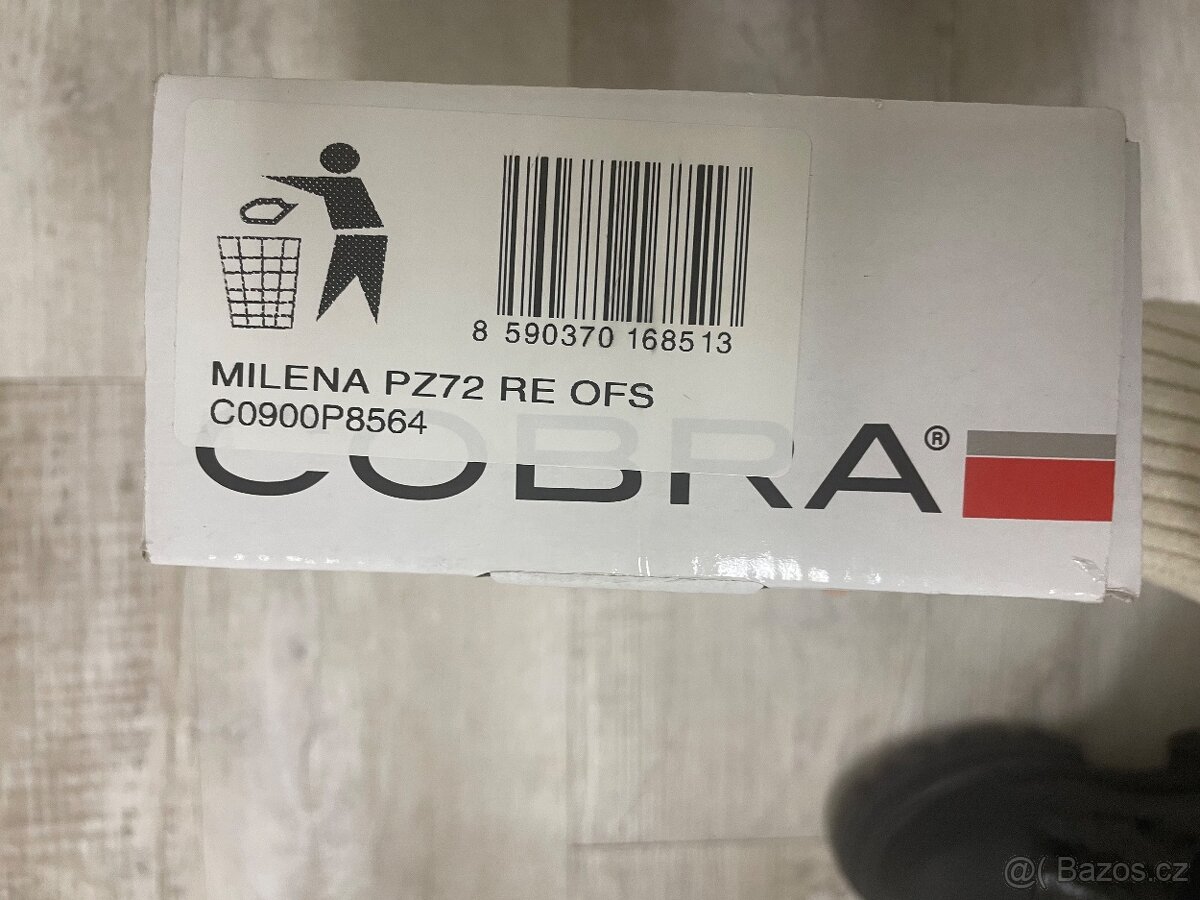 8 590370 168513
MILENA PZ72 RE OFS
C0900P8564
COBRA®
@( Bazos.cz